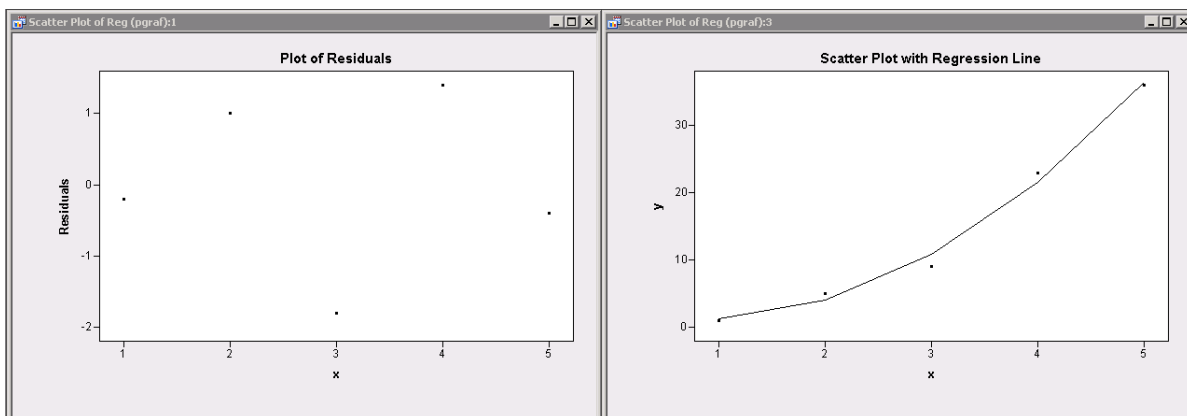 Scatter Plot of Reg (pgraf):1
Plot of Residuals
1
0
-1
-2
Residuals
1 2 3 4 5
x
Scatter Plot of Reg (pgraf):3
Scatter Plot with Regression Line
30
20
10
0
y
1 2 3 4 5
x